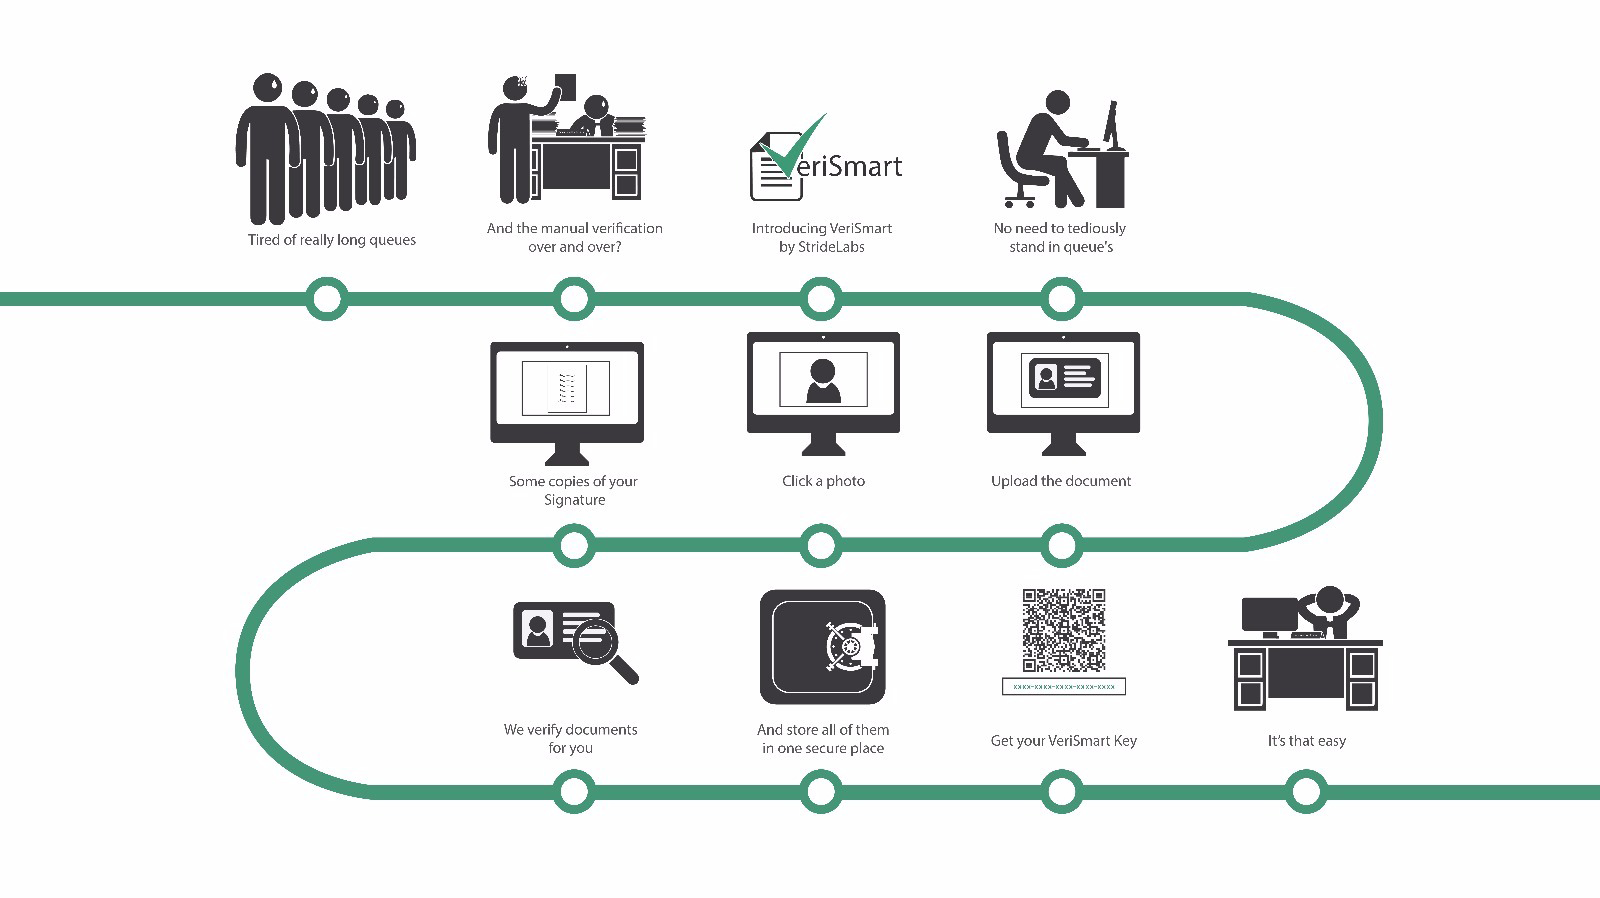 Tired of really long queues
And the manual verification
over and over?
eriSmart
Introducing VeriSmart
by StrideLabs
No need to tediously
stand in queue's
Some copies of your
Signature
Click a photo
Upload the document
We verify documents
for you
And store all of them
in one secure place
xxxx-xxxx-xxxx-xxxx-xxxx
Get your VeriSmart Key
It's that easy